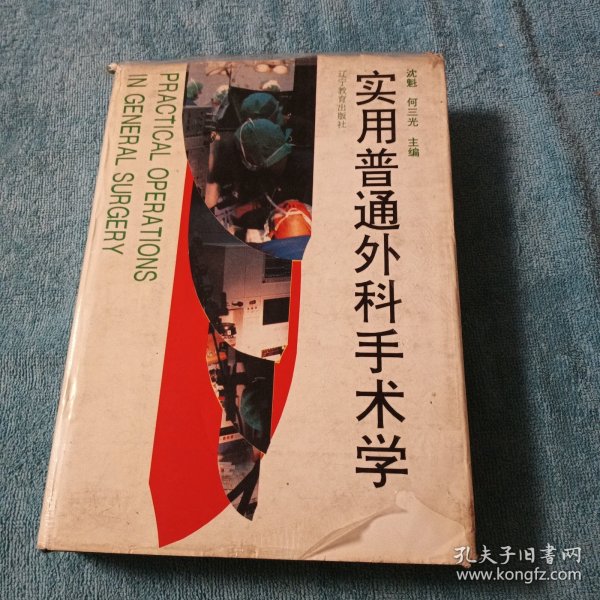 沈魁 何三光 主编
实用普通外科手术学
辽宁教育出版社
PRACTICAL OPERATIONS
IN GENERAL SURGERY
孔夫子旧书网
www.kongfz.com